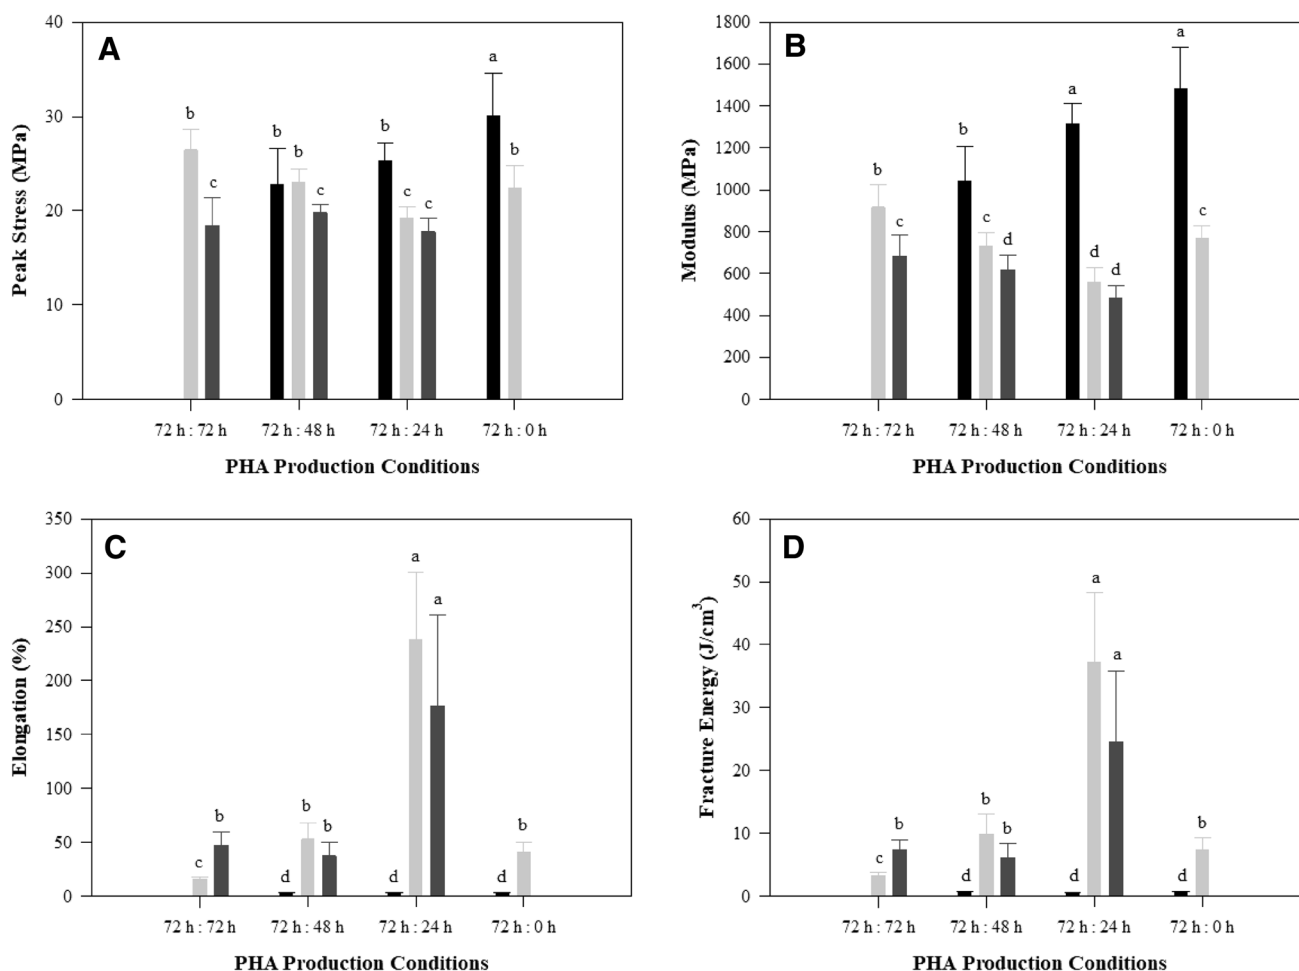 A
Peak Stress (MPa)
40
30
20
10
0
b
c
b
b
c
b
c
c
a
b
72 h : 72 h
72 h : 48 h
72 h : 24 h
72 h : 0 h
PHA Production Conditions
B
Modulus (MPa)
1800
1600
1400
1200
1000
800
600
400
200
0
b
c
b
c
d
a
d
d
a
c
72 h : 72 h
72 h : 48 h
72 h : 24 h
72 h : 0 h
PHA Production Conditions
C
Elongation (%)
350
300
250
200
150
100
50
0
c
b
d
b
b
d
a
a
d
b
72 h : 72 h
72 h : 48 h
72 h : 24 h
72 h : 0 h
PHA Production Conditions
D
Fracture Energy (J/cm³)
60
50
40
30
20
10
0
c
b
d
b
b
d
a
a
d
b
72 h : 72 h
72 h : 48 h
72 h : 24 h
72 h : 0 h
PHA Production Conditions